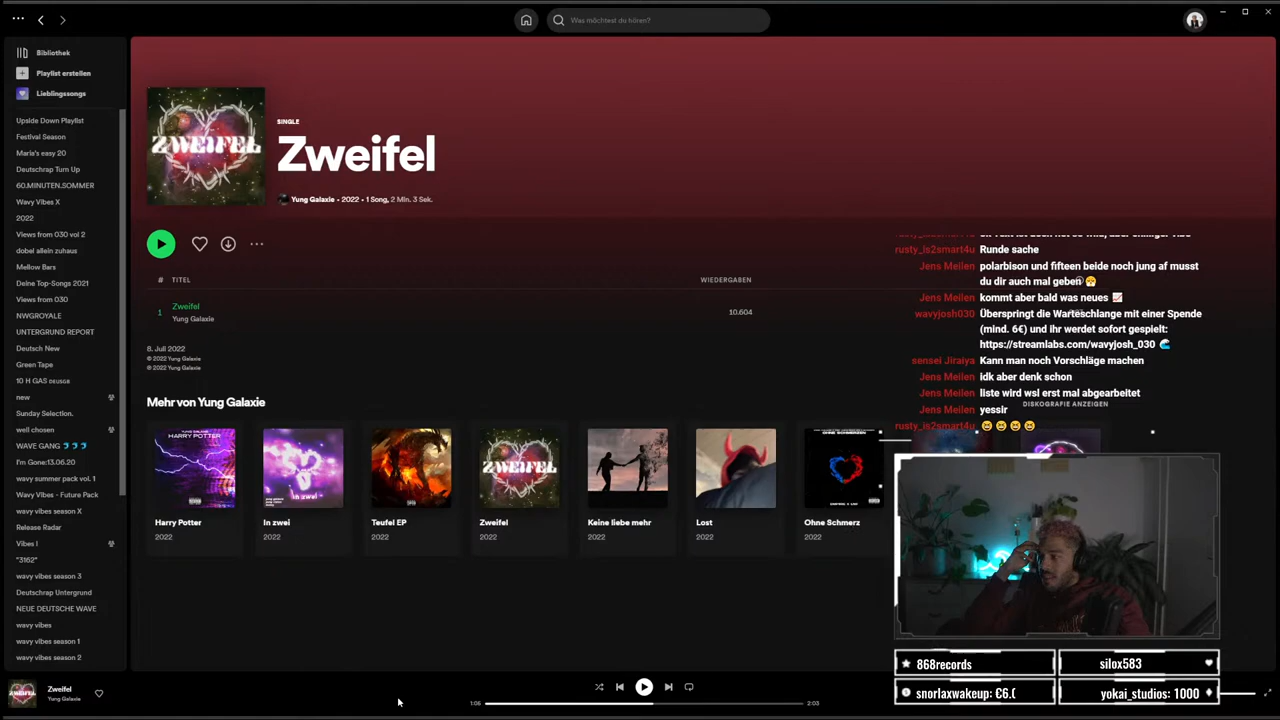 Was möchtest du hören?
Bibliothek
Playlist erstellen
Lieblingssongs
Upside Down Playlist
Festival Season
Maria's easy 20
Deutschrap Turn Up
60.MINUTEN.SOMMER
Wavy Vibes X
2022
Views from 030 vol 2
dobel allein zuhaus
Mellow Bars
Deine Top-Songs 2021
Views from 030
NWGROYALE
UNTERGRUND REPORT
Deutsch New
Green Tape
10 H GAS
new
Sunday Selection.
well chosen
WAVE GANG
I'm Gone:13.06.20
wavy summer pack vol. 1
Wavy Vibes - Future Pack
wavy vibes season X
Release Radar
Vibes !
"3162"
wavy vibes season 3
Deutschrap Untergrund
NEUE DEUTSCHE WAVE
wavy vibes
wavy vibes season 1
wavy vibes season 2
ZWEIFEL
SINGLE
Zweifel
Yung Galaxie • 2022 • 1 Song, 2 Min. 3 Sek.
# TITEL WIEDERGABEN
1 Zweifel 10.604
Yung Galaxie
8. Juli 2022
© 2022 Yung Galaxie
℗ 2022 Yung Galaxie
Mehr von Yung Galaxie
DISKOGRAFIE ANZEIGEN
HARRY POTTER
In zwei
ZWEIFEL
OHNE SCHMERZEN
Harry Potter
2022
In zwei
2022
Teufel EP
2022
Zweifel
2022
Keine liebe mehr
2022
Lost
2022
Ohne Schmerz
2022
rusty_is2smart4u Runde sache
Jens Meilen polarbison und fifteen beide noch jung af musst
du dir auch mal geben 😤
Jens Meilen kommt aber bald was neues 📈
wavyjosh030 Überspringt die Warteschlange mit einer Spende
(mind. 6€) und ihr werdet sofort gespielt:
https://streamlabs.com/wavyjosh_030 🌊
sensei Jiraiya Kann man noch Vorschläge machen
Jens Meilen idk aber denk schon
Jens Meilen liste wird wsl erst mal abgearbeitet
Jens Meilen yessir
rusty_is2smart4u
868records
silox583
snorlaxwakeup: €6.(
yokai_studios: 1000
Zweifel
Yung Galaxie
1:05
2:03